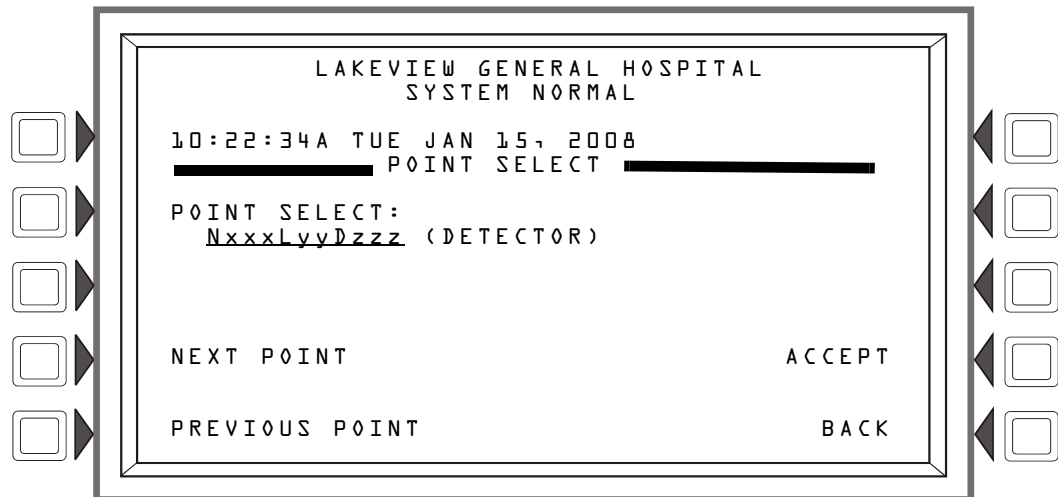 LAKEVIEW GENERAL HOSPITAL
SYSTEM NORMAL
10:22:34A TUE JAN 15, 2008
POINT SELECT
POINT SELECT:
NxxxLyyDzzz (DETECTOR)
NEXT POINT ACCEPT
PREVIOUS POINT BACK